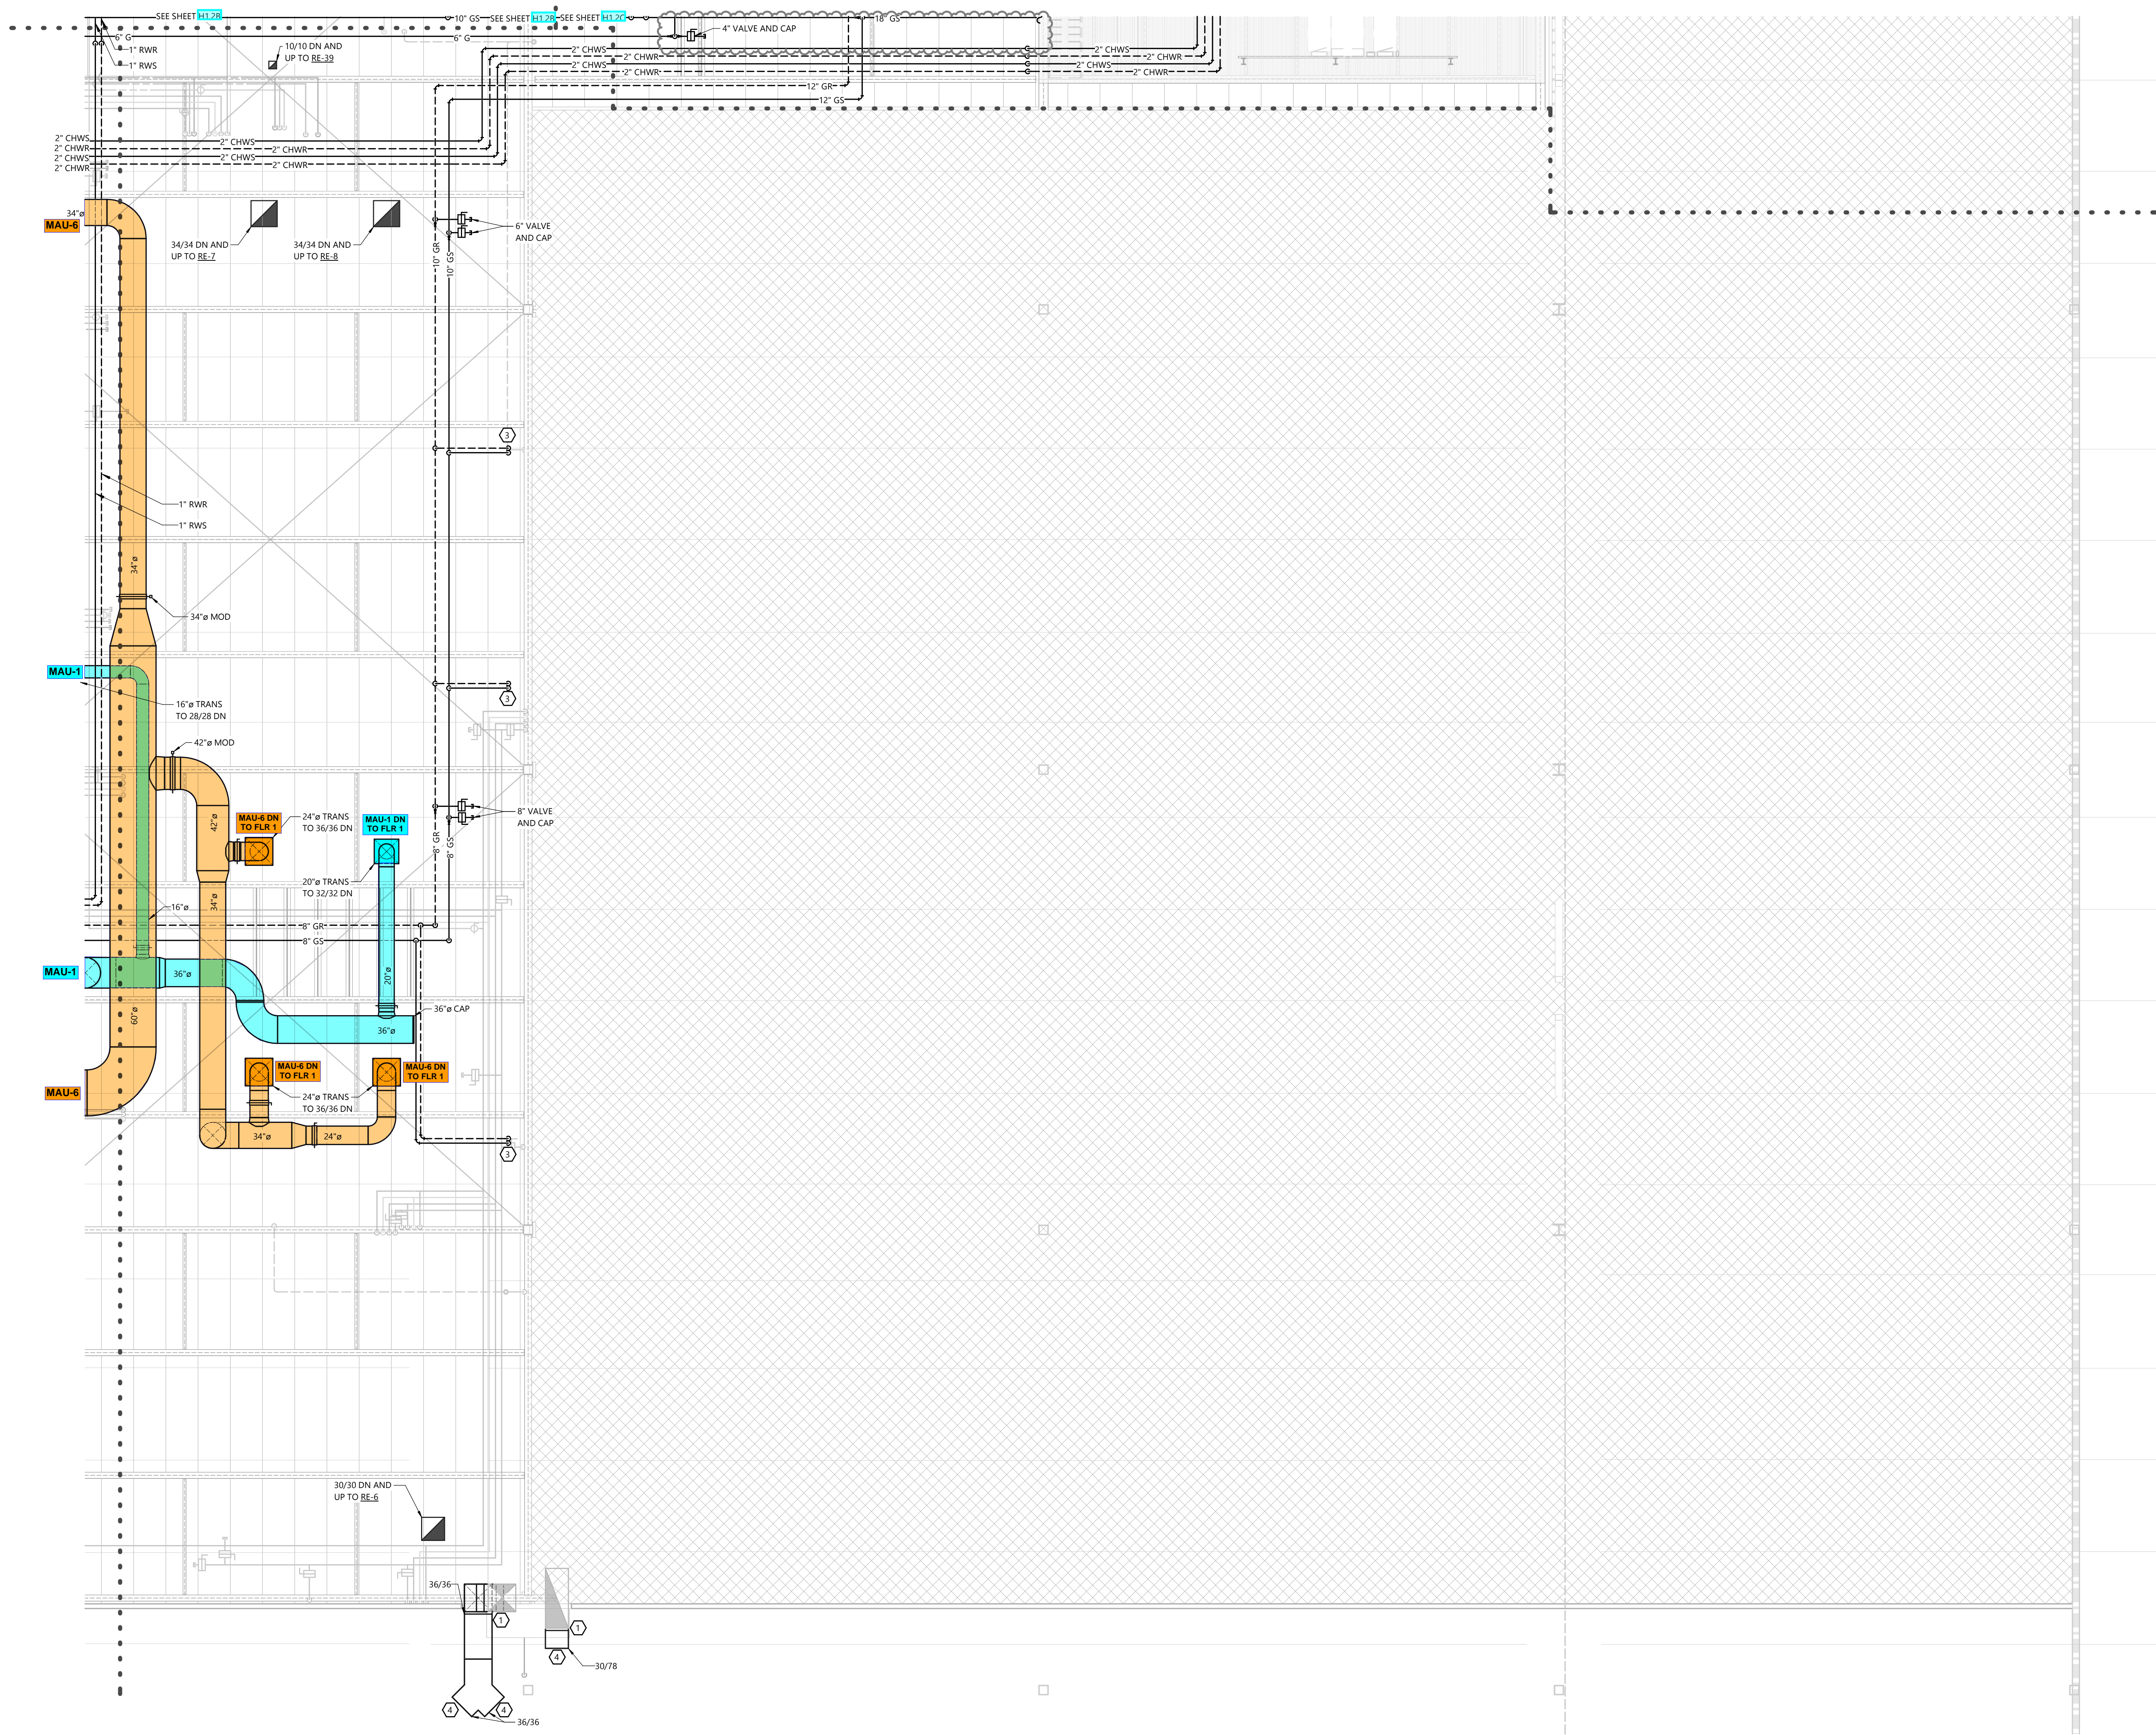 SEE SHEET H1.2R
10" GS
SEE SHEET H1.2R
SEE SHEET H1.2C
18" GS
6" G
6" G
4" VALVE AND CAP
1" RWR
1" RWS
10/10 DN AND
UP TO RE-39
2" CHWS
2" CHWR
2" CHWS
2" CHWR
2" CHWS
2" CHWR
2" CHWS
2" CHWR
12" GR
12" GS
2" CHWS
2" CHWR
2" CHWS
2" CHWR
2" CHWS
2" CHWR
2" CHWS
2" CHWR
34"ø
MAU-6
34/34 DN AND
UP TO RE-7
34/34 DN AND
UP TO RE-8
6" VALVE
AND CAP
10" GR
10" GS
3
1" RWR
1" RWS
34"ø
34"ø MOD
MAU-1
3
16"ø TRANS
TO 28/28 DN
42"ø MOD
42"ø
MAU-6 DN
TO FLR 1
24"ø TRANS
TO 36/36 DN
MAU-1 DN
TO FLR 1
8" VALVE
AND CAP
8" GR
8" GS
20"ø TRANS
TO 32/32 DN
34"ø
16"ø
8" GR
8" GS
MAU-1
36"ø
20"ø
60"ø
36"ø CAP
36"ø
MAU-6
MAU-6 DN
TO FLR 1
MAU-6 DN
TO FLR 1
24"ø TRANS
TO 36/36 DN
34"ø
24"ø
3
30/30 DN AND
UP TO RE-6
36/36
1
1
4
30/78
4
4
36/36